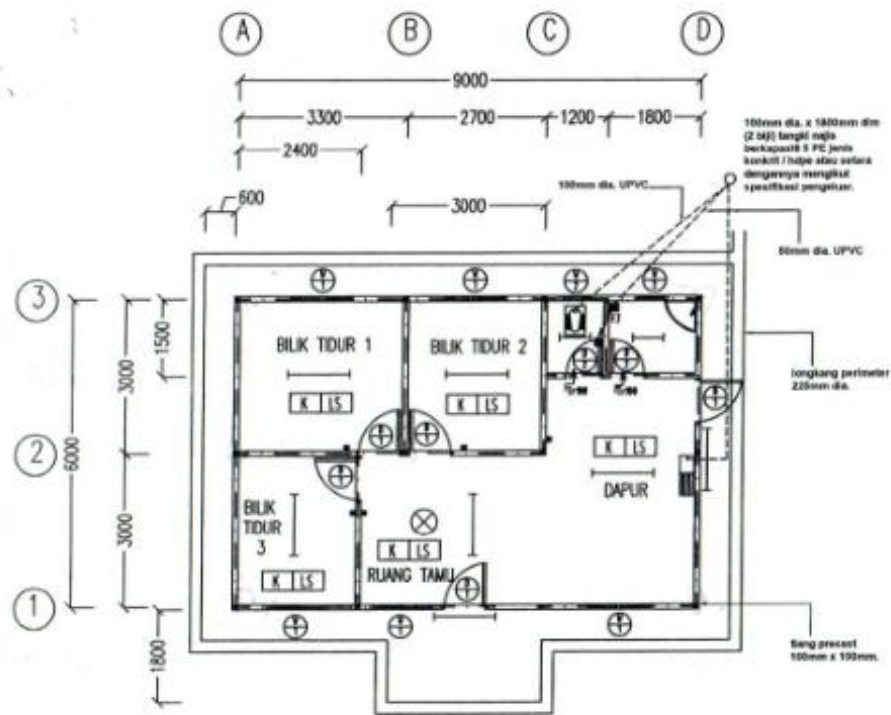 A
B
C
D
9000
3300
2700
1200
1800
2400
600
3000
100mm dia. x 1800mm dlm
(2 biji) tangki najis
berkapasiti 5 PE jenis
konkrit / hdpe atau setara
dengannya mengikut
spesifikasi pengeluar.
100mm dia. UPVC
50mm dia. UPVC
3
1500
3000
6000
BILIK TIDUR 1
BILIK TIDUR 2
K LS
K LS
FT
longkang perimeter
225mm dia.
2
K LS
DAPUR
3000
BILIK
TIDUR
3
K LS
K LS
RUANG TAMU
1
1800
tiang precast
100mm x 100mm.